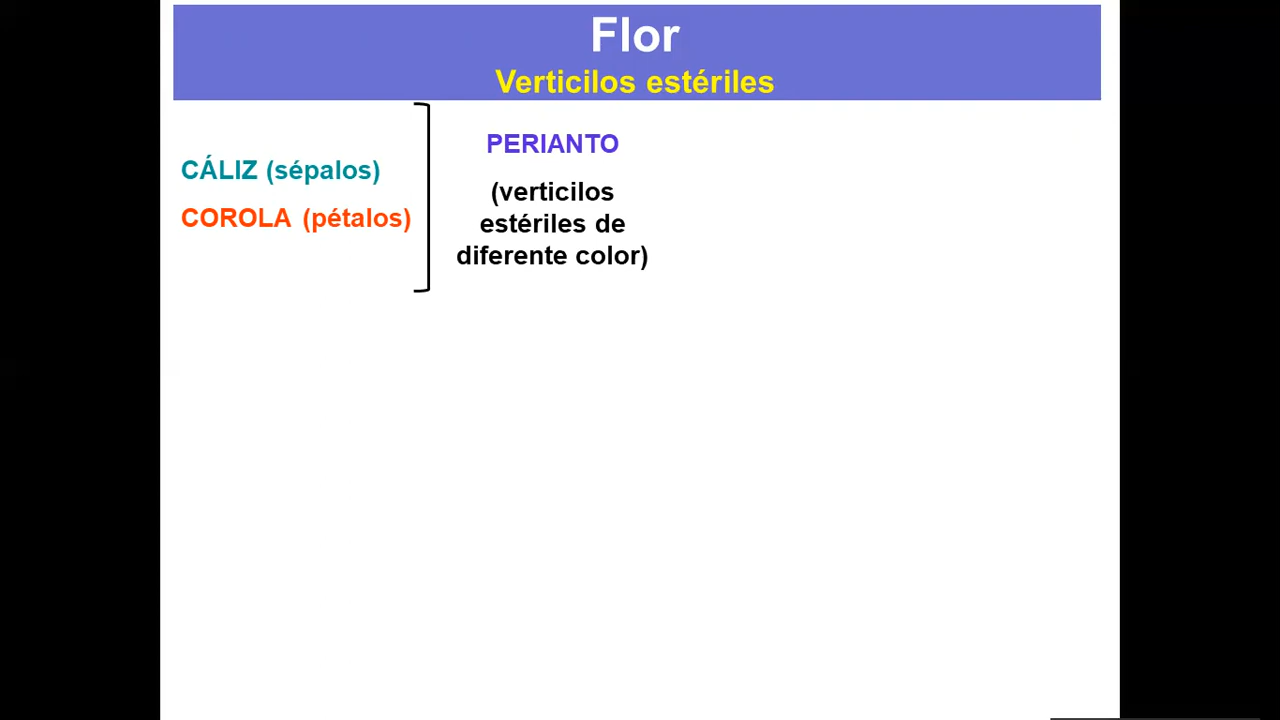 Flor
Verticilos estériles
CÁLIZ (sépalos)
COROLA (pétalos)
PERIANTO
(verticilos
estériles de
diferente color)